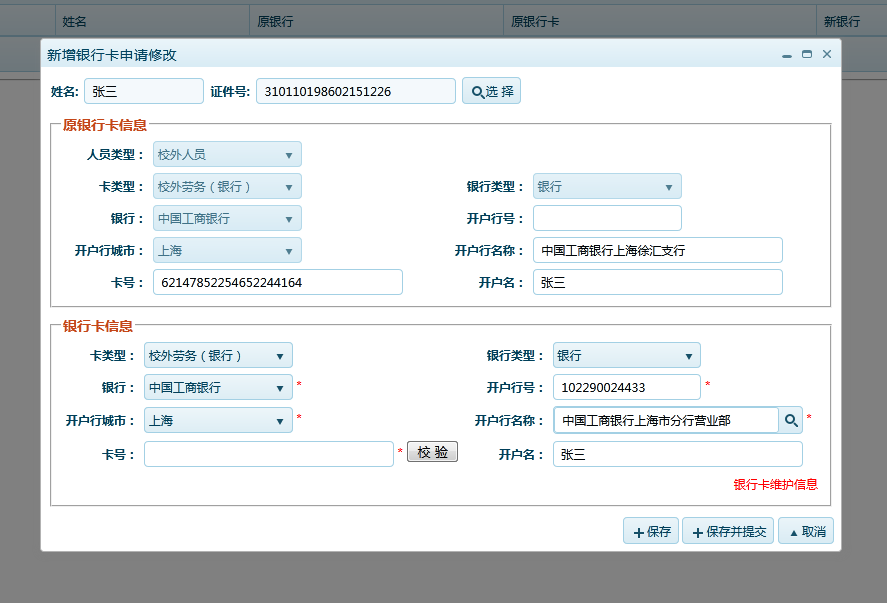 姓名 原银行 原银行卡 新银行
新增银行卡申请修改
姓名: 张三 证件号: 310110198602151226 选 择
原银行卡信息
人员类型： 校外人员
卡类型： 校外劳务（银行） 银行类型： 银行
银行： 中国工商银行 开户行号：
开户行城市： 上海 开户行名称： 中国工商银行上海徐汇支行
卡号： 62147852254652244164 开户名： 张三
银行卡信息
卡类型： 校外劳务（银行） 银行类型： 银行
银行： 中国工商银行 * 开户行号： 102290024433 *
开户行城市： 上海 * 开户行名称： 中国工商银行上海市分行营业部 *
卡号： * 校 验 开户名： 张三
银行卡维护信息
保存 保存并提交 取消